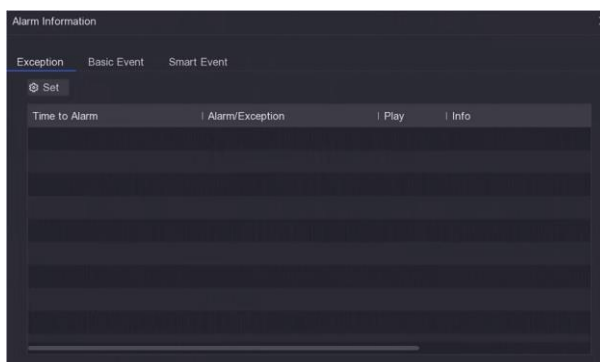 Alarm Information
Exception Basic Event Smart Event
Set
Time to Alarm Alarm/Exception Play Info